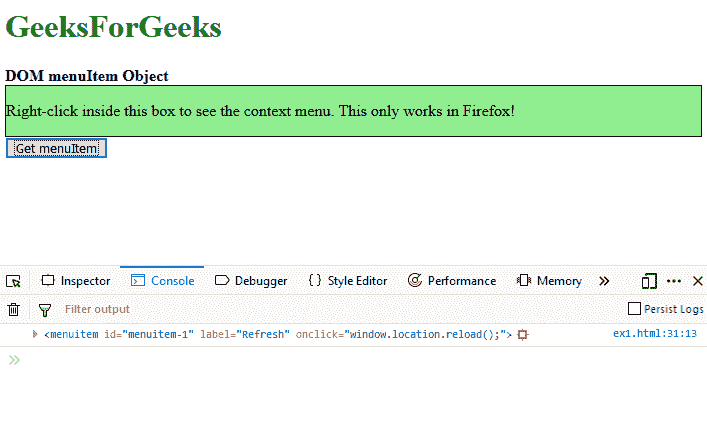 GeeksForGeeks
DOM menuItem Object
Right-click inside this box to see the context menu. This only works in Firefox!
Get menuItem
Inspector Console Debugger { } Style Editor Performance Memory »
Filter output Persist Logs
<menuitem id="menuitem-1" label="Refresh" onclick="window.location.reload();"> ex1.html:31:13
»